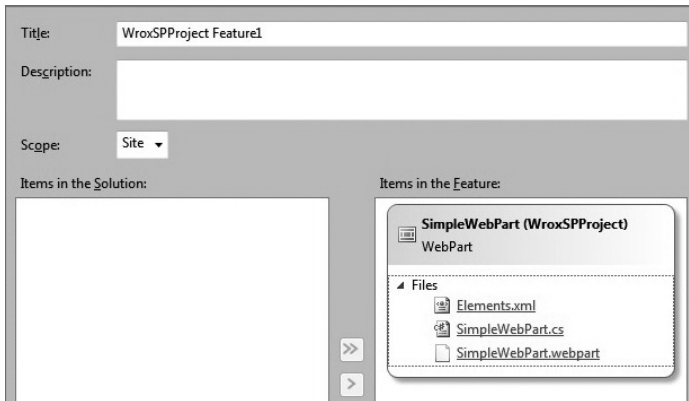 Title:
WroxSPProject Feature1
Description:
Scope:
Site
Items in the Solution:
Items in the Feature:
SimpleWebPart (WroxSPProject)
WebPart
Files
Elements.xml
SimpleWebPart.cs
SimpleWebPart.webpart